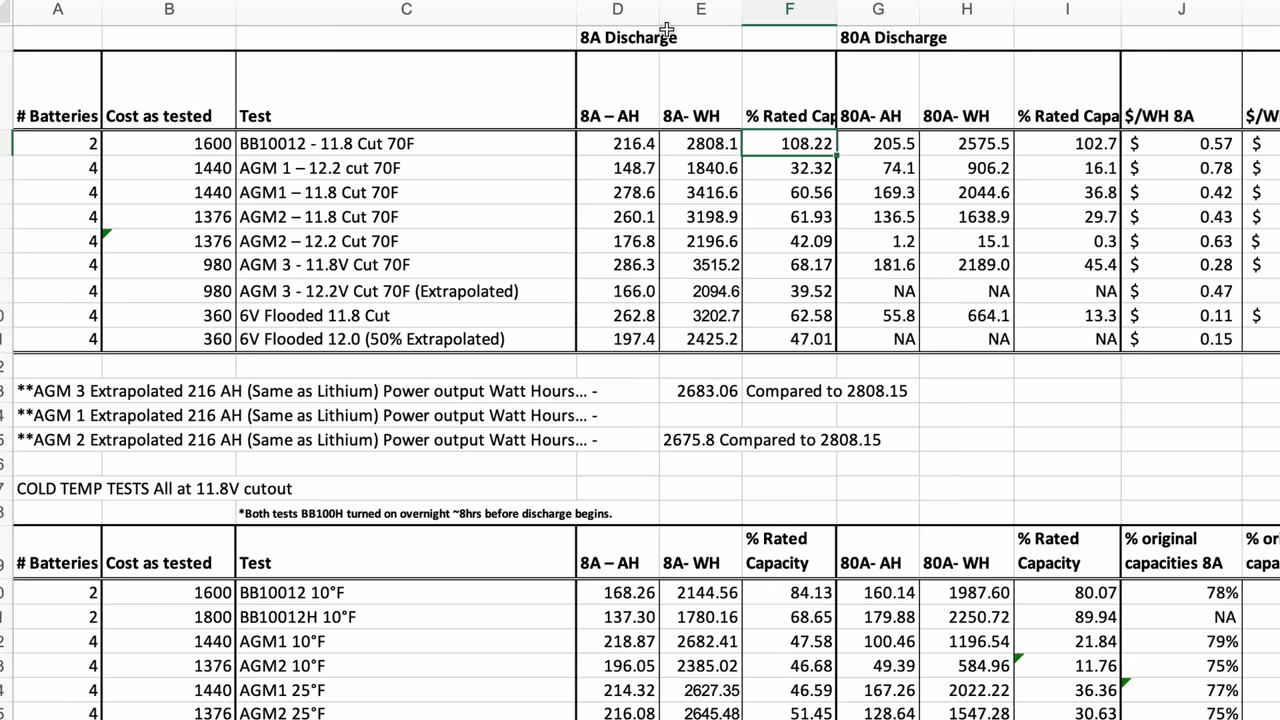 A B C D E F G H I J
8A Discharge 80A Discharge
# Batteries Cost as tested Test 8A – AH 8A- WH % Rated Cap 80A- AH 80A- WH % Rated Capa $/WH 8A $/W
2 1600 BB10012 - 11.8 Cut 70F 216.4 2808.1 108.22 205.5 2575.5 102.7 $ 0.57 $
4 1440 AGM 1 – 12.2 cut 70F 148.7 1840.6 32.32 74.1 906.2 16.1 $ 0.78 $
4 1440 AGM1 – 11.8 Cut 70F 278.6 3416.6 60.56 169.3 2044.6 36.8 $ 0.42 $
4 1376 AGM2 – 11.8 Cut 70F 260.1 3198.9 61.93 136.5 1638.9 29.7 $ 0.43 $
4 1376 AGM2 – 12.2 Cut 70F 176.8 2196.6 42.09 1.2 15.1 0.3 $ 0.63 $
4 980 AGM 3 - 11.8V Cut 70F 286.3 3515.2 68.17 181.6 2189.0 45.4 $ 0.28 $
4 980 AGM 3 - 12.2V Cut 70F (Extrapolated) 166.0 2094.6 39.52 NA NA NA $ 0.47
0 4 360 6V Flooded 11.8 Cut 262.8 3202.7 62.58 55.8 664.1 13.3 $ 0.11 $
1 4 360 6V Flooded 12.0 (50% Extrapolated) 197.4 2425.2 47.01 NA NA NA $ 0.15
2
3 **AGM 3 Extrapolated 216 AH (Same as Lithium) Power output Watt Hours... - 2683.06 Compared to 2808.15
4 **AGM 1 Extrapolated 216 AH (Same as Lithium) Power output Watt Hours... -
5 **AGM 2 Extrapolated 216 AH (Same as Lithium) Power output Watt Hours... - 2675.8 Compared to 2808.15
6
7 COLD TEMP TESTS All at 11.8V cutout
8 *Both tests BB100H turned on overnight ~8hrs before discharge begins.
% Rated % Rated % original % ori
9 # Batteries Cost as tested Test 8A – AH 8A- WH Capacity 80A- AH 80A- WH Capacity capacities 8A capa
0 2 1600 BB10012 10°F 168.26 2144.56 84.13 160.14 1987.60 80.07 78%
1 2 1800 BB10012H 10°F 137.30 1780.16 68.65 179.88 2250.72 89.94 NA
2 4 1440 AGM1 10°F 218.87 2682.41 47.58 100.46 1196.54 21.84 79%
3 4 1376 AGM2 10°F 196.05 2385.02 46.68 49.39 584.96 11.76 75%
4 4 1440 AGM1 25°F 214.32 2627.35 46.59 167.26 2022.22 36.36 77%
5 4 1376 AGM2 25°F 216.08 2645.48 51.45 128.64 1547.28 30.63 75%